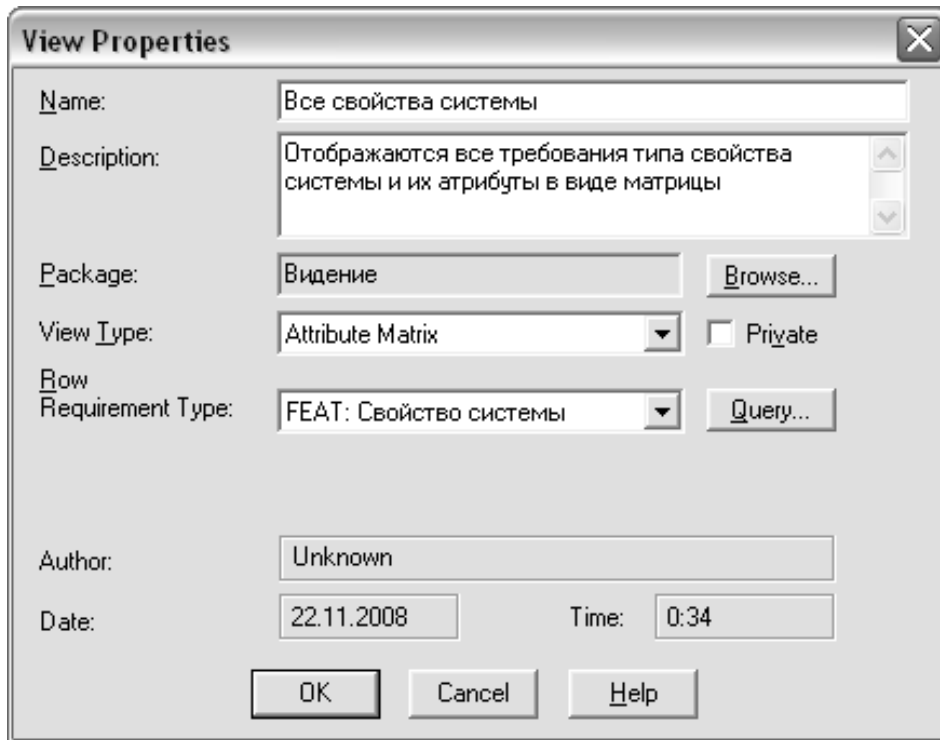 View Properties
Name:
Все свойства системы
Description:
Отображаются все требования типа свойства
системы и их атрибуты в виде матрицы
Package:
Видение
Browse...
View Type:
Attribute Matrix
Private
Row
Requirement Type:
FEAT: Свойство системы
Query...
Author:
Unknown
Date:
22.11.2008
Time:
0:34
OK
Cancel
Help